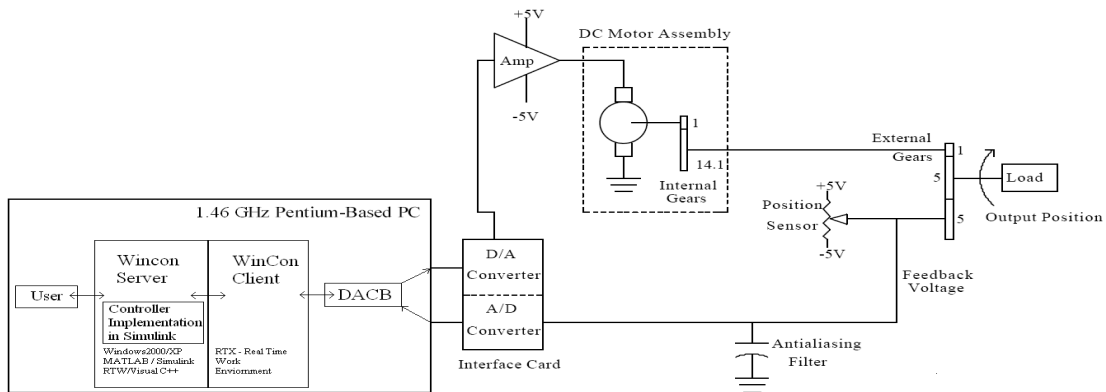 +5V
Amp
-5V
DC Motor Assembly
1
14.1
Internal
Gears
External
Gears
1
5
5
Load
Output Position
+5V
Position
Sensor
-5V
Feedback
Voltage
1.46 GHz Pentium-Based PC
User
Wincon
Server
Controller
Implementation
in Simulink
Windows2000/XP
MATLAB / Simulink
RTW/Visual C++
WinCon
Client
RTX - Real Time
Work
Enviorment
DACB
D/A
Converter
A/D
Converter
Interface Card
Antialiasing
Filter